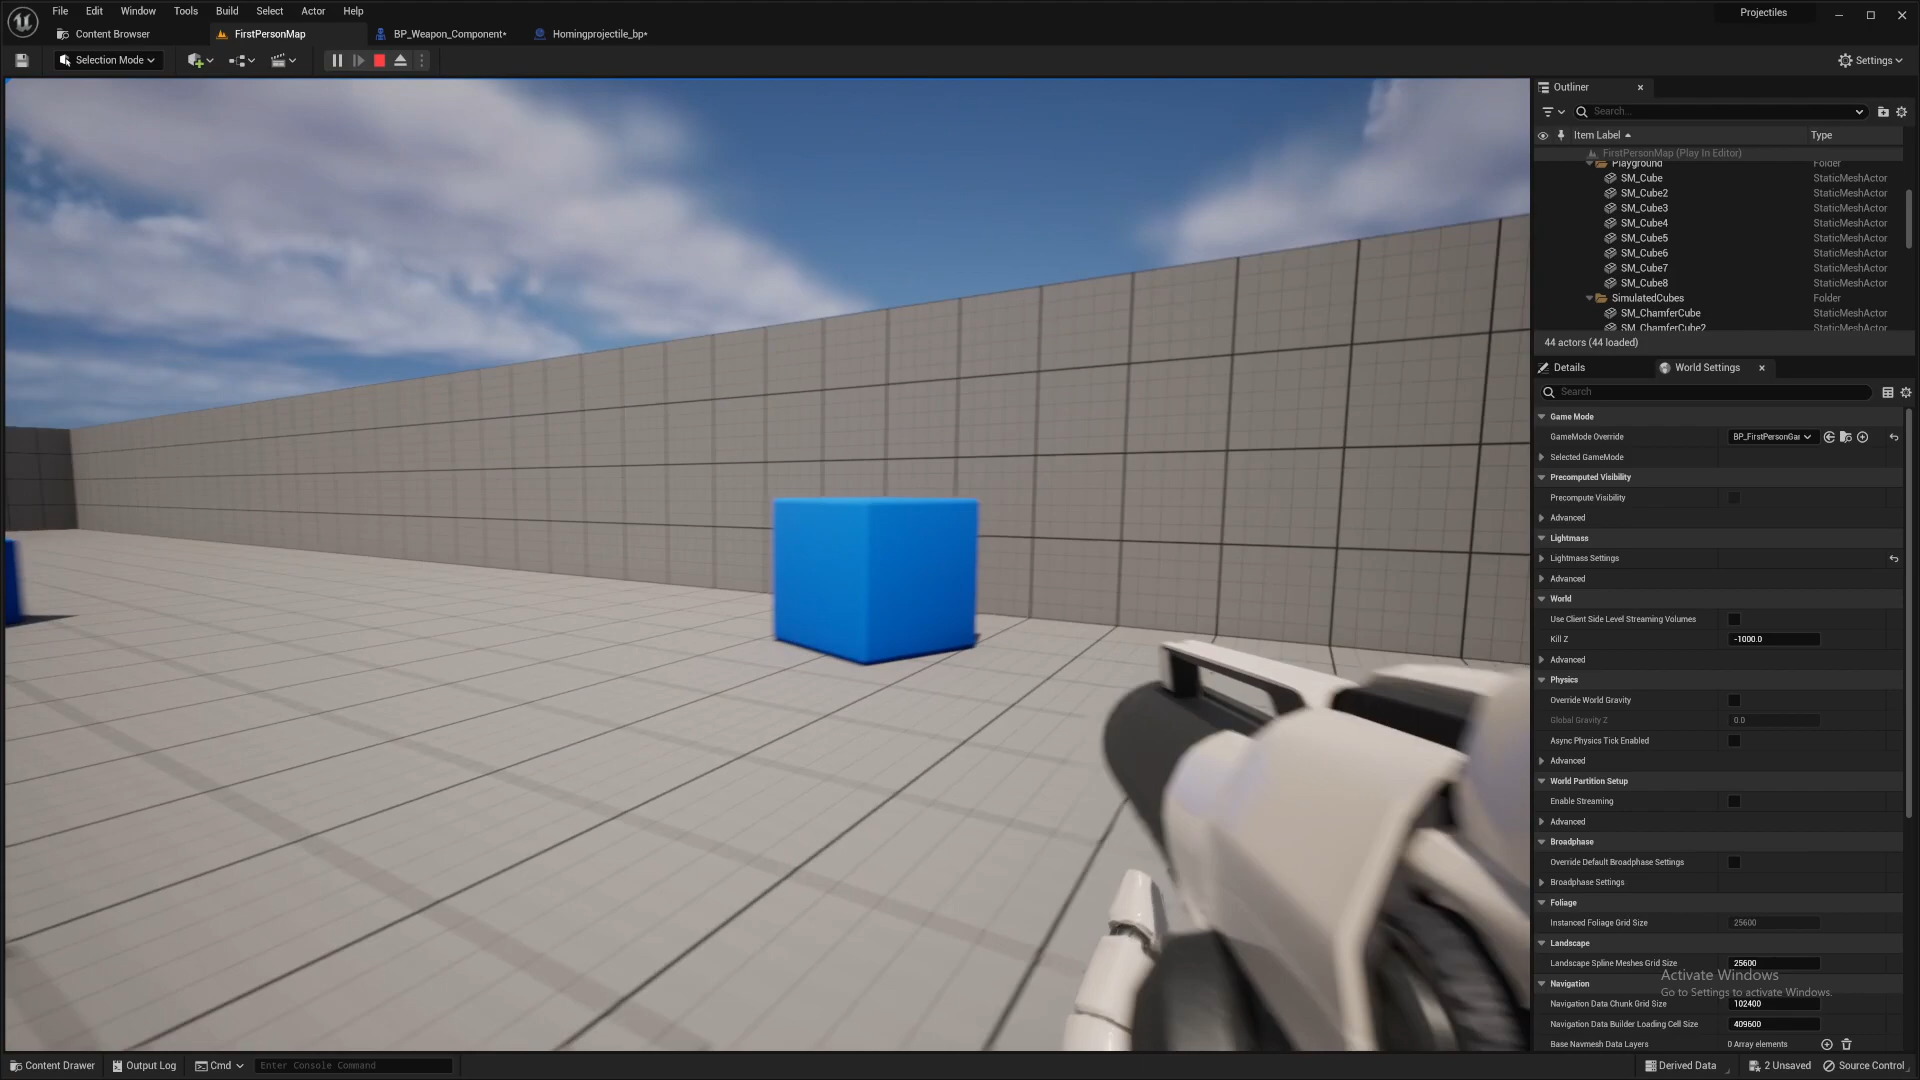 File Edit Window Tools Build Select Actor Help
Projectiles
Content Browser
FirstPersonMap
BP_Weapon_Component*
Homingprojectile_bp*
Selection Mode
Settings
Outliner
Search...
Item Label
Type
FirstPersonMap (Play In Editor)
Playground Folder
SM_Cube StaticMeshActor
SM_Cube2 StaticMeshActor
SM_Cube3 StaticMeshActor
SM_Cube4 StaticMeshActor
SM_Cube5 StaticMeshActor
SM_Cube6 StaticMeshActor
SM_Cube7 StaticMeshActor
SM_Cube8 StaticMeshActor
SimulatedCubes Folder
SM_ChamferCube StaticMeshActor
SM_ChamferCube2 StaticMeshActor
44 actors (44 loaded)
Details
World Settings
Search
Game Mode
GameMode Override BP_FirstPersonGa
Selected GameMode
Precomputed Visibility
Precompute Visibility
Advanced
Lightmass
Lightmass Settings
Advanced
World
Use Client Side Level Streaming Volumes
Kill Z -1000.0
Advanced
Physics
Override World Gravity
Global Gravity Z 0.0
Async Physics Tick Enabled
Advanced
World Partition Setup
Enable Streaming
Advanced
Broadphase
Override Default Broadphase Settings
Broadphase Settings
Foliage
Instanced Foliage Grid Size 25600
Landscape
Landscape Spline Meshes Grid Size 25600
Activate Windows
Navigation
Go to Settings to activate Windows.
Navigation Data Chunk Grid Size 102400
Navigation Data Builder Loading Cell Size 409600
Base Navmesh Data Layers 0 Array elements
Content Drawer
Output Log
Cmd
Enter Console Command
Derived Data
2 Unsaved
Source Control